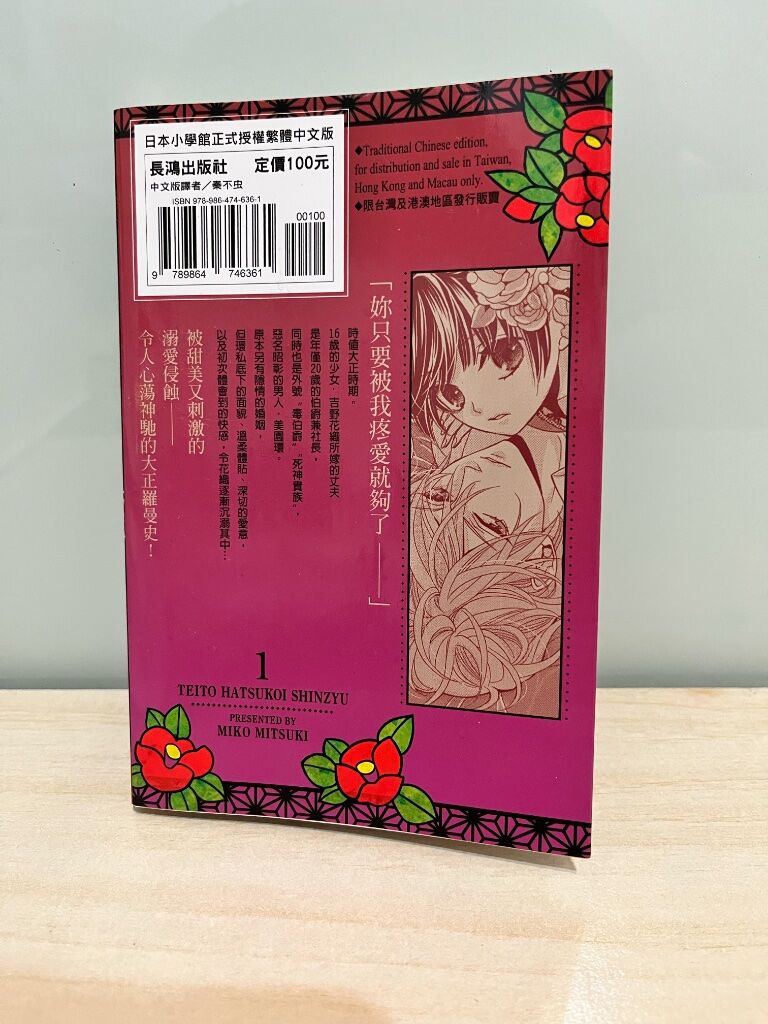 日本小學館正式授權繁體中文版
長鴻出版社 定價100元
中文版譯者／秦不虫
ISBN 978-986-474-636-1
00100
9 789864 746361
◆Traditional Chinese edition,
for distribution and sale in Taiwan,
Hong Kong and Macau only.
◆限台灣及港澳地區發行販賣
「妳只要被我疼愛就夠了——」
時值大正時期。
16歲的少女．吉野花織所嫁的丈夫
是年僅20歲的伯爵兼社長，
同時也是外號“毒伯爵”“死神貴族”，
惡名昭彰的男人．美園環。
原本另有隱情的婚姻，
但環私底下的面貌、溫柔體貼、深切的愛意，
以及初次體會到的快感，令花織逐漸沉溺其中…
被甜美又刺激的
溺愛侵蝕——
令人心蕩神馳的大正羅曼史！
1
TEITO HATSUKOI SHINZYU
PRESENTED BY
MIKO MITSUKI